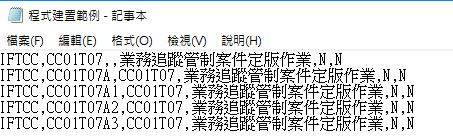 程式建置範例 - 記事本
檔案(F) 編輯(E) 格式(O) 檢視(V) 說明(H)
IFTCC,CC01T07,,業務追蹤管制案件定版作業,N,N
IFTCC,CC01T07A,CC01T07,業務追蹤管制案件定版作業,N,N
IFTCC,CC01T07A1,CC01T07,業務追蹤管制案件定版作業,N,N
IFTCC,CC01T07A2,CC01T07,業務追蹤管制案件定版作業,N,N
IFTCC,CC01T07A3,CC01T07,業務追蹤管制案件定版作業,N,N